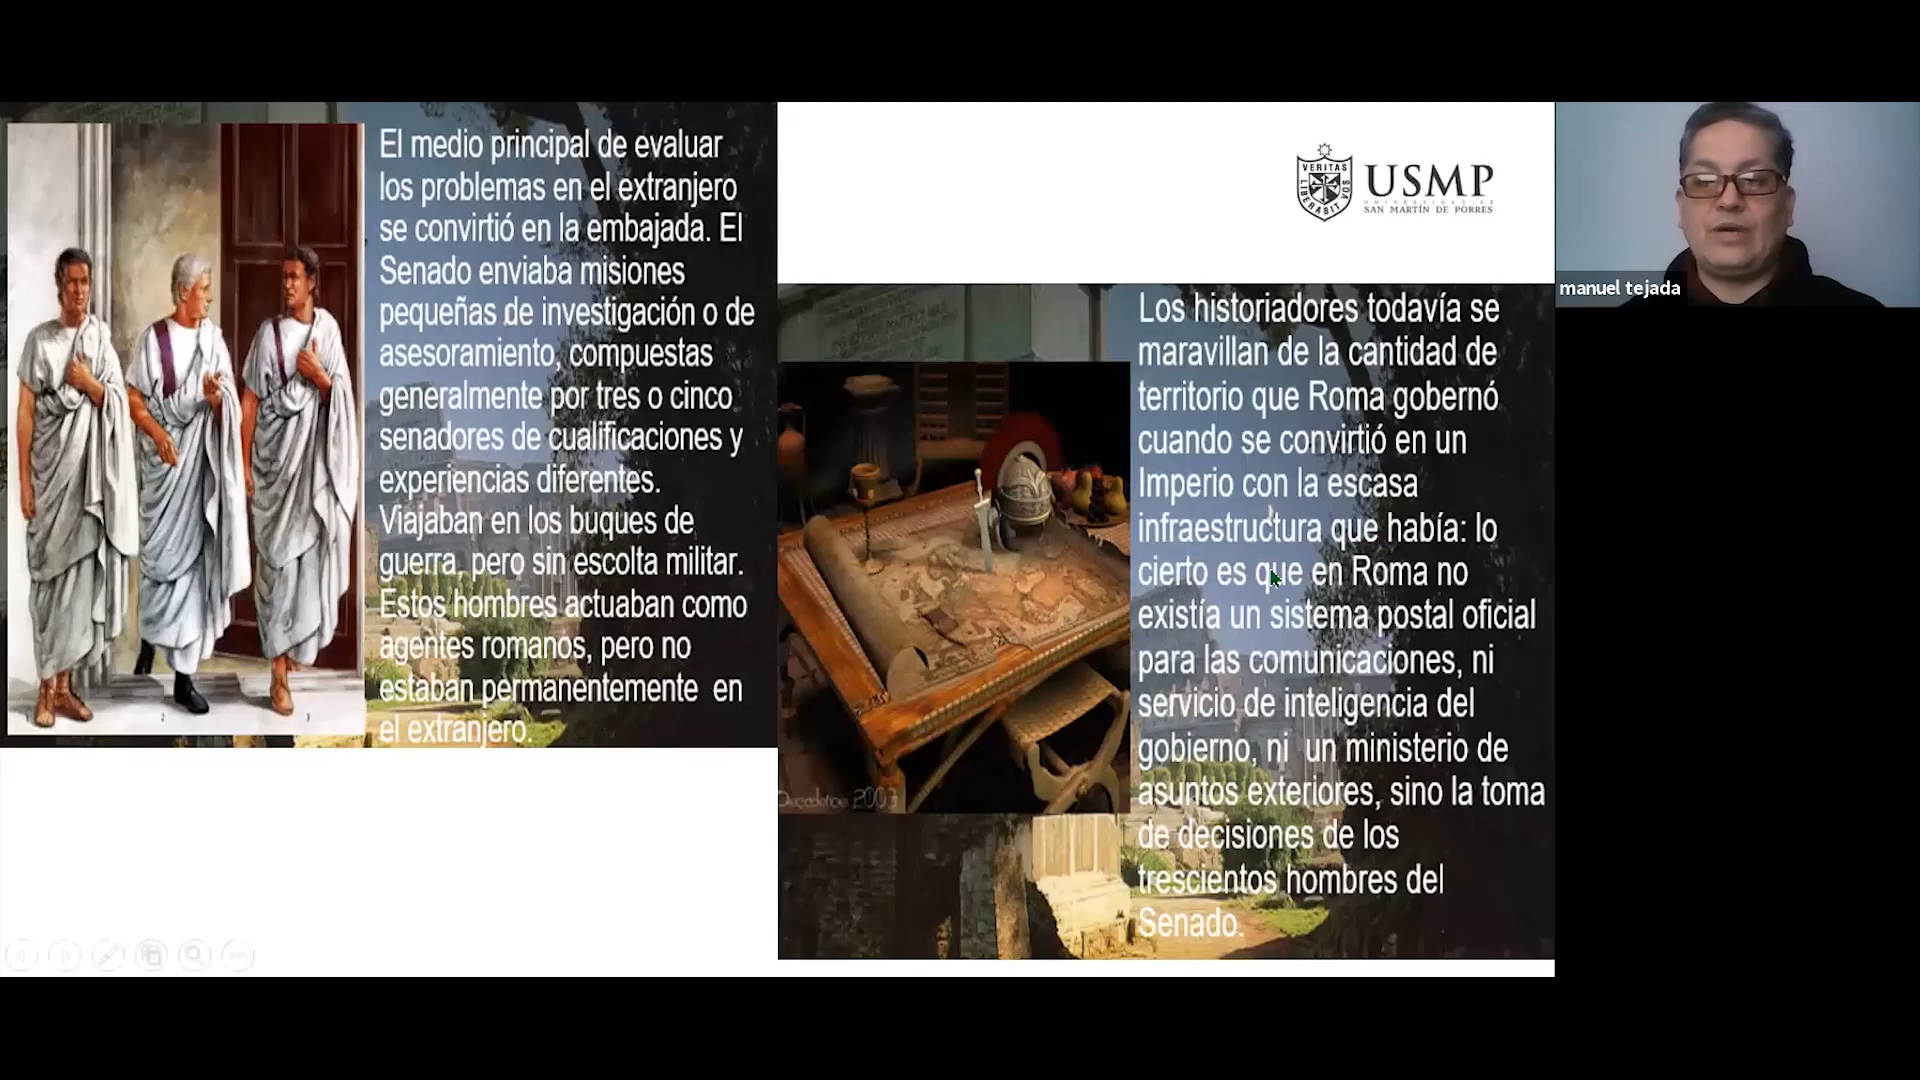 El medio principal de evaluar
los problemas en el extranjero
se convirtió en la embajada. El
Senado enviaba misiones
pequeñas de investigación o de
asesoramiento, compuestas
generalmente por tres o cinco
senadores de cualificaciones y
experiencias diferentes.
Viajaban en los buques de
guerra, pero sin escolta militar.
Estos hombres actuaban como
agentes romanos, pero no
estaban permanentemente en
el extranjero.
2
3
VERITAS
LIBERABIT VOS
USMP
UNIVERSIDAD DE
SAN MARTÍN DE PORRES
Los historiadores todavía se
maravillan de la cantidad de
territorio que Roma gobernó
cuando se convirtió en un
Imperio con la escasa
infraestructura que había: lo
cierto es que en Roma no
existía un sistema postal oficial
para las comunicaciones, ni
servicio de inteligencia del
gobierno, ni un ministerio de
asuntos exteriores, sino la toma
de decisiones de los
trescientos hombres del
Senado.
manuel tejada